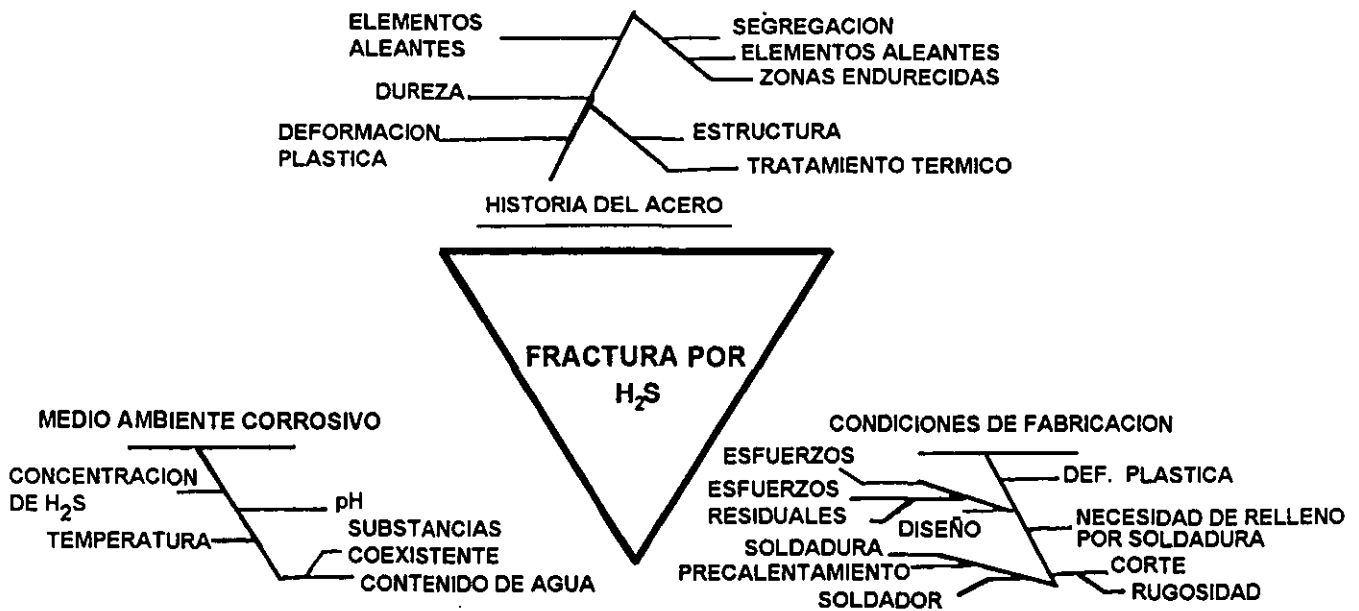 ELEMENTOS
ALEANTES
SEGREGACION
ELEMENTOS ALEANTES
ZONAS ENDURECIDAS
DUREZA
DEFORMACION
PLASTICA
ESTRUCTURA
TRATAMIENTO TERMICO
HISTORIA DEL ACERO
FRACTURA POR
H₂S
MEDIO AMBIENTE CORROSIVO
CONCENTRACION
DE H₂S
pH
TEMPERATURA
SUBSTANCIAS
COEXISTENTE
CONTENIDO DE AGUA
CONDICIONES DE FABRICACION
ESFUERZOS
DEF. PLASTICA
ESFUERZOS
RESIDUALES
DISEÑO
NECESIDAD DE RELLENO
POR SOLDADURA
SOLDADURA
PRECALENTAMIENTO
SOLDADOR
CORTE
RUGOSIDAD